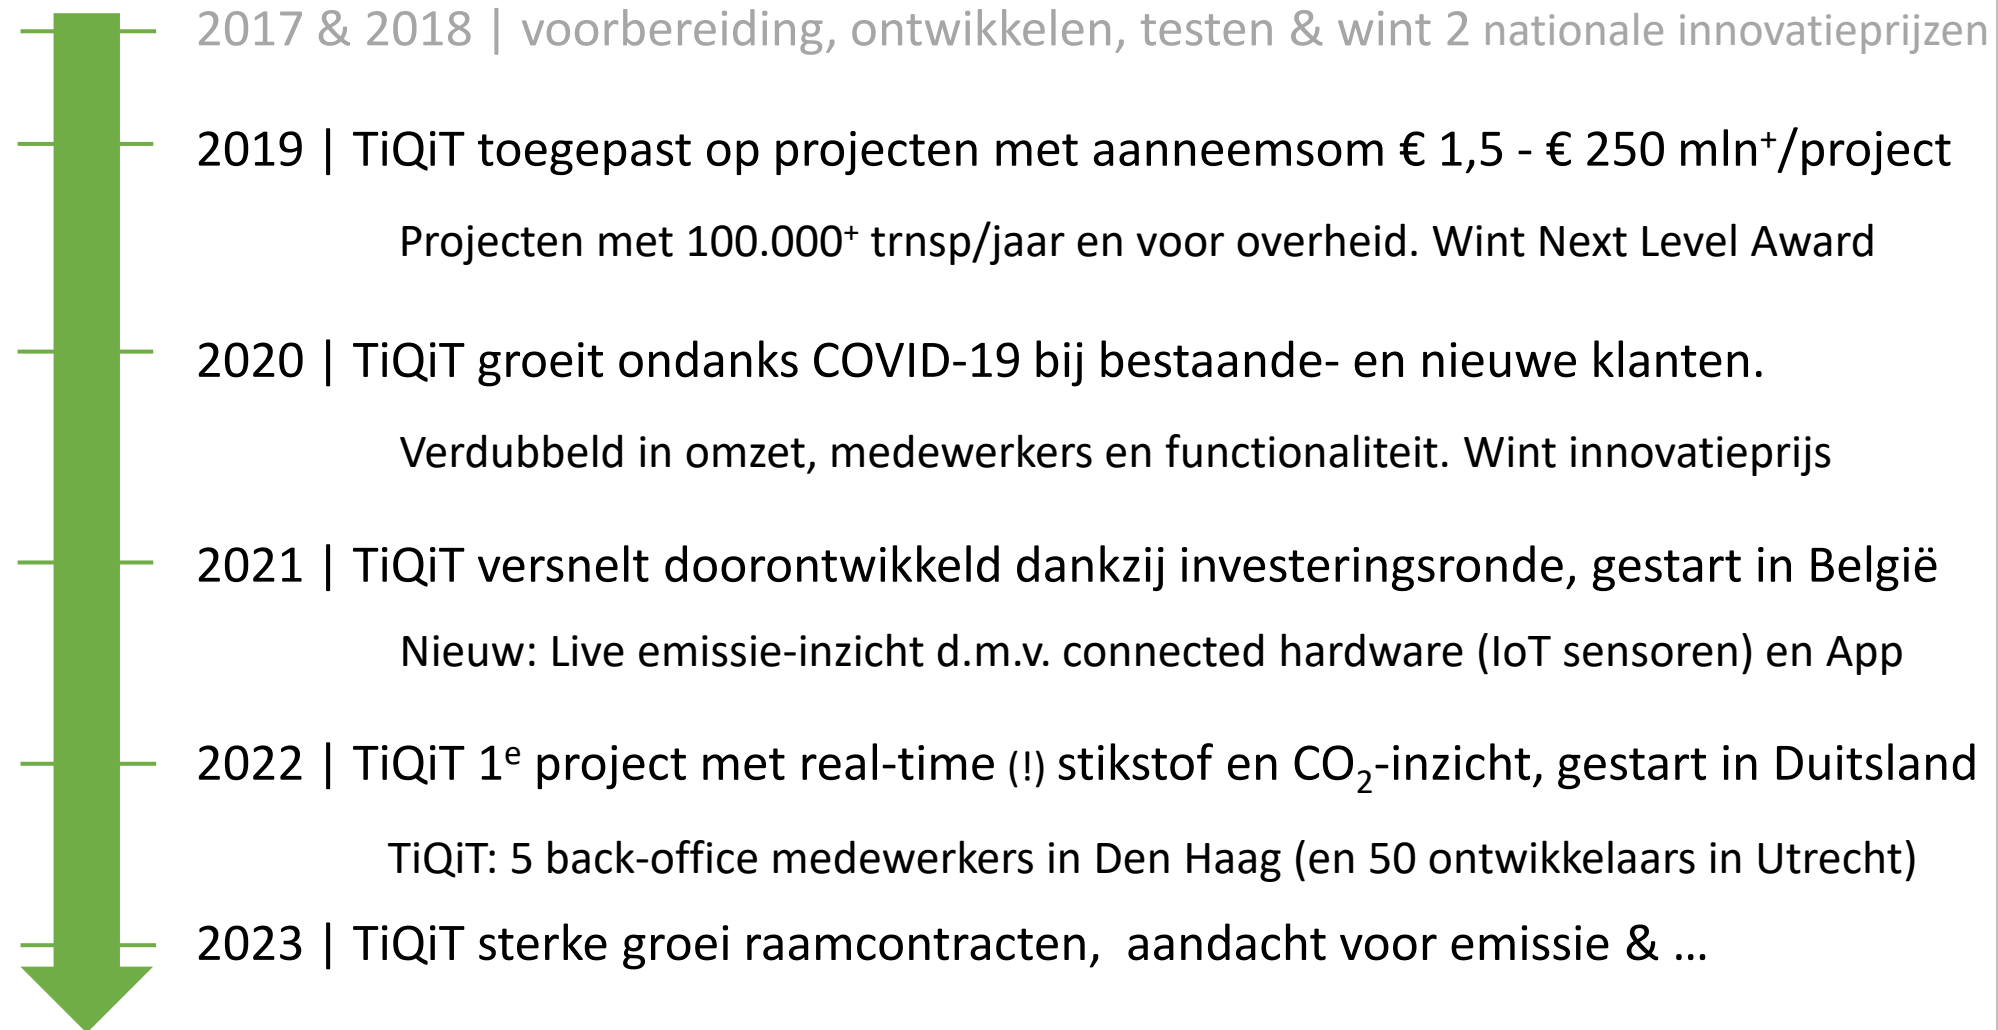 2017 & 2018 | voorbereiding, ontwikkelen, testen & wint 2 nationale innovatieprijzen
2019 | TiQiT toegepast op projecten met aanneemsom € 1,5 - € 250 mln⁺/project
Projecten met 100.000⁺ trnsp/jaar en voor overheid. Wint Next Level Award
2020 | TiQiT groeit ondanks COVID-19 bij bestaande- en nieuwe klanten.
Verdubbeld in omzet, medewerkers en functionaliteit. Wint innovatieprijs
2021 | TiQiT versnelt doorontwikkeld dankzij investeringsronde, gestart in België
Nieuw: Live emissie-inzicht d.m.v. connected hardware (IoT sensoren) en App
2022 | TiQiT 1ᵉ project met real-time (!) stikstof en CO₂-inzicht, gestart in Duitsland
TiQiT: 5 back-office medewerkers in Den Haag (en 50 ontwikkelaars in Utrecht)
2023 | TiQiT sterke groei raamcontracten,  aandacht voor emissie & …